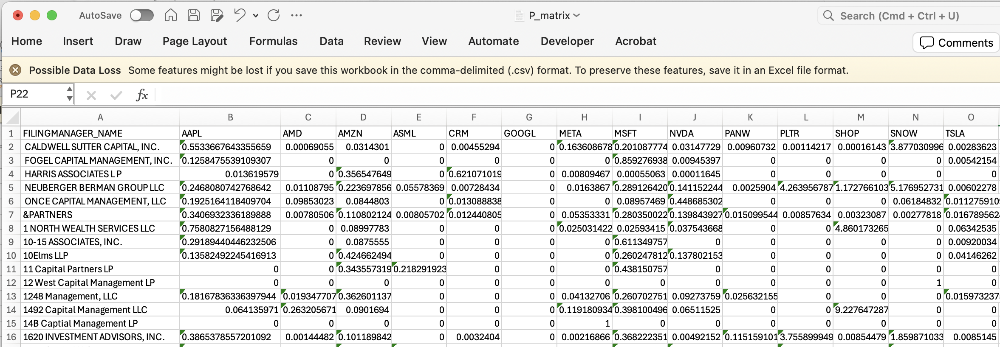 AutoSave P_matrix Search (Cmd + Ctrl + U)
Home Insert Draw Page Layout Formulas Data Review View Automate Developer Acrobat Comments
Possible Data Loss Some features might be lost if you save this workbook in the comma-delimited (.csv) format. To preserve these features, save it in an Excel file format.
P22 fx
A B C D E F G H I J K L M N O
1 FILINGMANAGER_NAME AAPL AMD AMZN ASML CRM GOOGL META MSFT NVDA PANW PLTR SHOP SNOW TSLA
2 CALDWELL SUTTER CAPITAL, INC. 0.5533667643355659 0.00069055 0.0314301 0 0.00455294 0 0.163608678 0.201087774 0.03147729 0.00960732 0.00114217 0.00016143 3.877030996 0.00283623
3 FOGEL CAPITAL MANAGEMENT, INC. 0.1258475539109307 0 0 0 0 0 0 0.859276938 0.00945397 0 0 0 0 0.00542154
4 HARRIS ASSOCIATES L P 0.013619579 0 0.356547649 0 0.621071019 0 0.00809467 0.00055063 0.00011645 0 0 0 0 0
5 NEUBERGER BERMAN GROUP LLC 0.2468080742768642 0.01108795 0.223697856 0.05578369 0.00728434 0 0.0163867 0.289126420 0.141152244 0.0025904 4.263956787 1.172766103 5.176952731 0.00602278
6 ONCE CAPITAL MANAGEMENT, LLC 0.1925164118409704 0.09853023 0.0844803 0 0.013088838 0 0 0.08957469 0.448685302 0 0 0 0.06184832 0.0112759109
7 &PARTNERS 0.3406932336189888 0.00780506 0.110802124 0.00805702 0.012440805 0 0.05353331 0.280350022 0.139843927 0.015099544 0.00857634 0.00323087 0.00277818 0.0167895624
8 1 NORTH WEALTH SERVICES LLC 0.7580827156488129 0 0.08997783 0 0 0 0.025031422 0.02593415 0.037543668 0 0 4.860173265 0 0.06342535
9 10-15 ASSOCIATES, INC. 0.29189440446232506 0 0.0875555 0 0 0 0 0.611349757 0 0 0 0 0 0.00920034
10 10Elms LLP 0.13582492245416913 0 0.424662494 0 0 0 0 0.260247812 0.137802153 0 0 0 0 0.04146262
11 11 Capital Partners LP 0 0 0.343557319 0.218291923 0 0 0 0.438150757 0 0 0 0 0 0
12 12 West Capital Management LP 0 0 0 0 0 0 0 0 0 0 0 0 1 0
13 1248 Management, LLC 0.18167836336397944 0.019347707 0.362601137 0 0 0 0.04132706 0.260702751 0.09273759 0.025632155 0 0 0 0.015973237
14 1492 Capital Management LLC 0.064135971 0.263205671 0.0901694 0 0 0 0.119180934 0.398100496 0.06511525 0 0 9.227647287 0 0
15 14B Captial Management LP 0 0 0 0 0 0 1 0 0 0 0 0 0 0
16 1620 INVESTMENT ADVISORS, INC. 0.3865378557201092 0.00144482 0.101189842 0 0.0032404 0 0.00216866 0.368222351 0.00492152 0.115159101 3.755899949 0.00854479 1.859871033 0.0085145